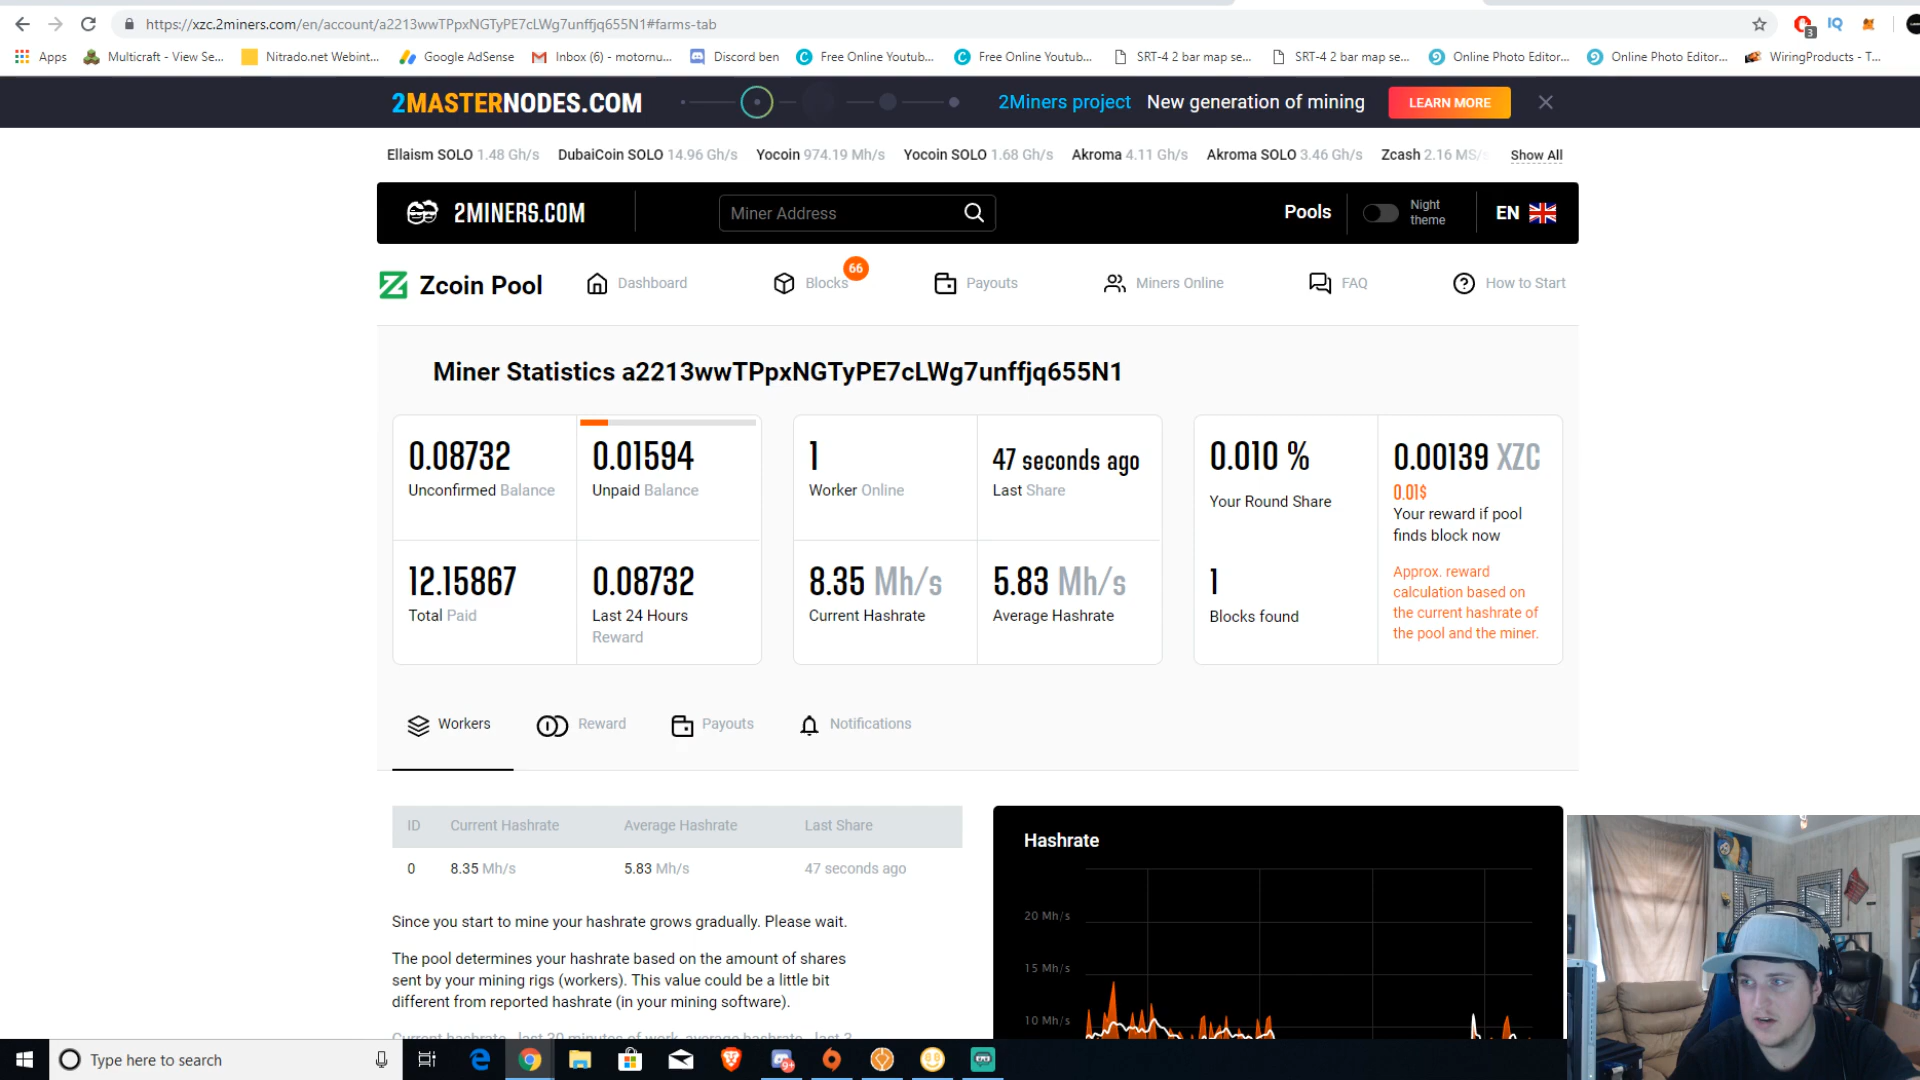 https://xzc.2miners.com/en/account/a2213wwTPpxNGTyPE7cLWg7unffjq655N1#farms-tab
3
Apps
Multicraft - View Se...
Nitrado.net Webint...
Google AdSense
Inbox (6) - motornu...
Discord ben
Free Online Youtub...
Free Online Youtub...
SRT-4 2 bar map se...
SRT-4 2 bar map se...
Online Photo Editor...
Online Photo Editor...
WiringProducts - T...
2MASTERNODES.COM
2Miners project New generation of mining
LEARN MORE
Ellaism SOLO 1.48 Gh/s
DubaiCoin SOLO 14.96 Gh/s
Yocoin 974.19 Mh/s
Yocoin SOLO 1.68 Gh/s
Akroma 4.11 Gh/s
Akroma SOLO 3.46 Gh/s
Zcash 2.16 MS/s
Show All
2MINERS.COM
Miner Address
Pools
Night
theme
EN
Zcoin Pool
Dashboard
Blocks
66
Payouts
Miners Online
FAQ
How to Start
Miner Statistics a2213wwTPpxNGTyPE7cLWg7unffjq655N1
0.08732
Unconfirmed Balance
0.01594
Unpaid Balance
12.15867
Total Paid
0.08732
Last 24 Hours
Reward
1
Worker Online
47 seconds ago
Last Share
8.35 Mh/s
Current Hashrate
5.83 Mh/s
Average Hashrate
0.010 %
Your Round Share
1
Blocks found
0.00139 XZC
0.01$
Your reward if pool
finds block now
Approx. reward
calculation based on
the current hashrate of
the pool and the miner.
Workers
Reward
Payouts
Notifications
ID Current Hashrate Average Hashrate Last Share
0 8.35 Mh/s 5.83 Mh/s 47 seconds ago
Since you start to mine your hashrate grows gradually. Please wait.
The pool determines your hashrate based on the amount of shares
sent by your mining rigs (workers). This value could be a little bit
different from reported hashrate (in your mining software).
Current hashrate - last 30 minutes of work, average hashrate - last 3
Hashrate
20 Mh/s
15 Mh/s
10 Mh/s
Type here to search
9+